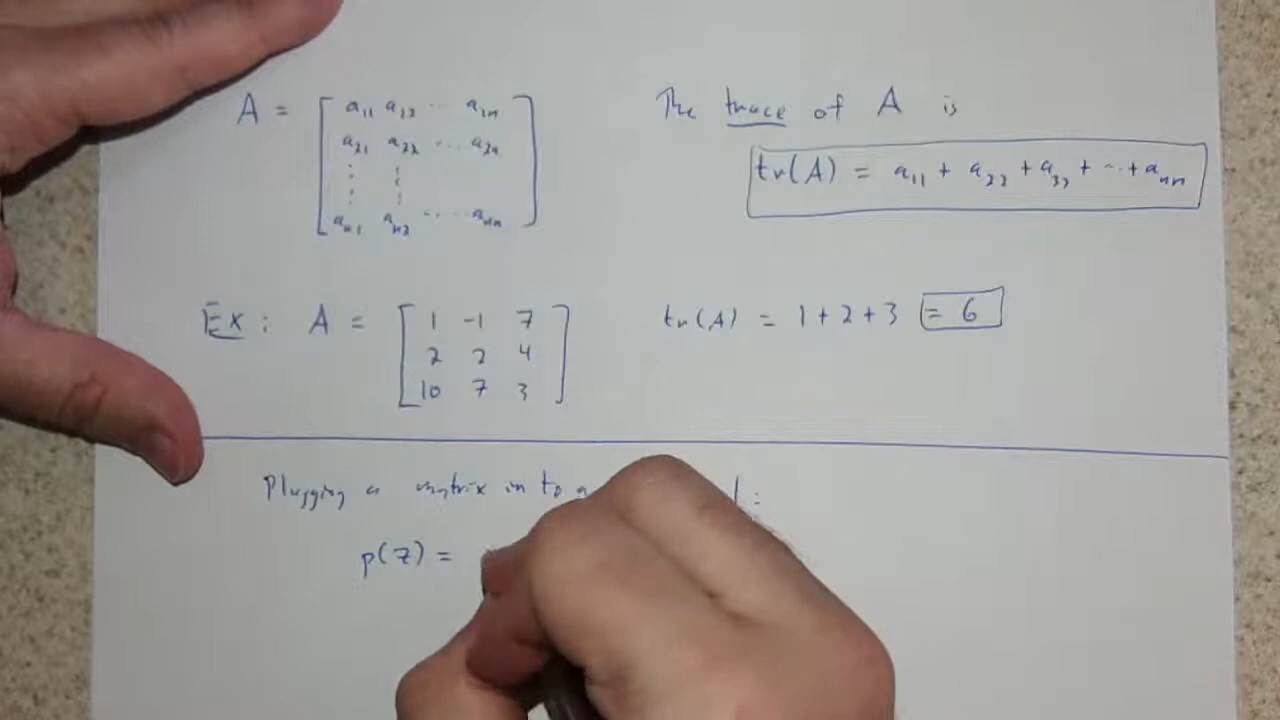 A = [ a11 a12 ... a1n
a21 a22 ... a2n
an1 an2 ... ann ]
The trace of A is
tr(A) = a11 + a22 + a33 + ... + ann
Ex: A = [ 1 -1 7
2 2 4
10 7 3 ]
tr(A) = 1+2+3 = 6
Plugging a matrix in to a
p(z) =